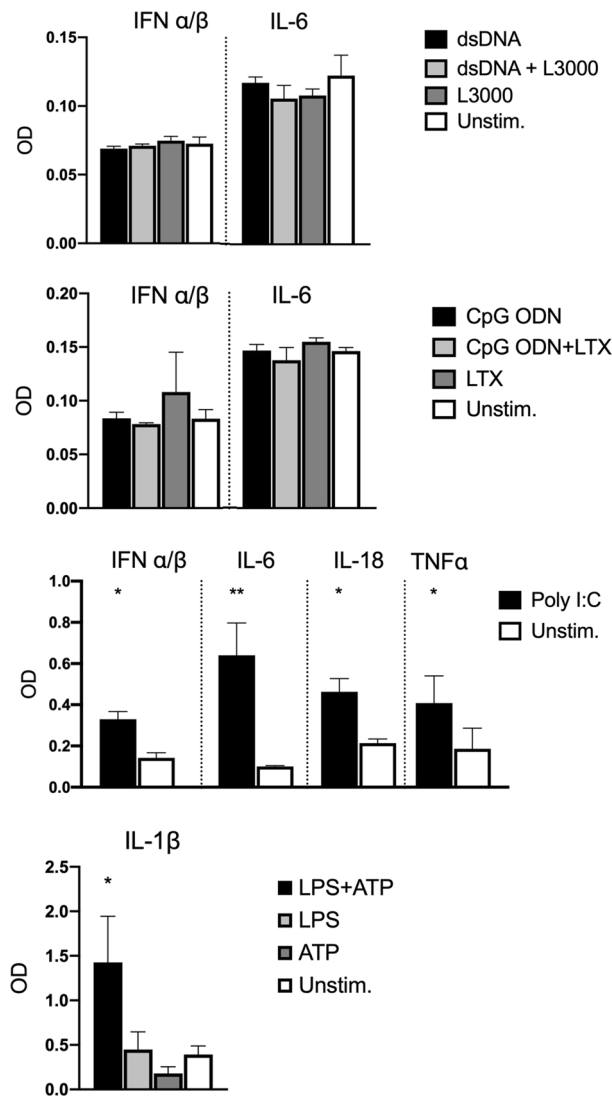 IFN α/β IL-6
0.15
0.10
0.05
0.00
OD
dsDNA
dsDNA + L3000
L3000
Unstim.
IFN α/β IL-6
0.20
0.15
0.10
0.05
0.00
OD
CpG ODN
CpG ODN+LTX
LTX
Unstim.
IFN α/β IL-6 IL-18 TNFα
* ** * *
1.0
0.8
0.6
0.4
0.2
0.0
OD
Poly I:C
Unstim.
IL-1β
*
2.5
2.0
1.5
1.0
0.5
0.0
OD
LPS+ATP
LPS
ATP
Unstim.